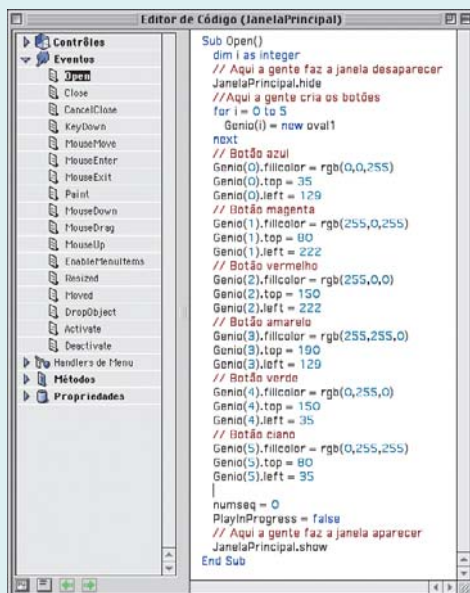 Editor de Código (JanelaPrincipal)
Contrôles
Eventos
Open
Close
CancelClose
KeyDown
MouseMove
MouseEnter
MouseExit
Paint
MouseDown
MouseDrag
MouseUp
EnableMenuItems
Resized
Moved
DropObject
Activate
Deactivate
Handlers de Menu
Métodos
Propriedades
Sub Open()
dim i as integer
// Aqui a gente faz a janela desaparecer
JanelaPrincipal.hide
//Aqui a gente cria os botões
for i = 0 to 5
Genio(i) = new oval1
next
// Botão azul
Genio(0).fillcolor = rgb(0,0,255)
Genio(0).top = 35
Genio(0).left = 129
// Botão magenta
Genio(1).fillcolor = rgb(255,0,255)
Genio(1).top = 80
Genio(1).left = 222
// Botão vermelho
Genio(2).fillcolor = rgb(255,0,0)
Genio(2).top = 150
Genio(2).left = 222
// Botão amarelo
Genio(3).fillcolor = rgb(255,255,0)
Genio(3).top = 190
Genio(3).left = 129
// Botão verde
Genio(4).fillcolor = rgb(0,255,0)
Genio(4).top = 150
Genio(4).left = 35
// Botão ciano
Genio(5).fillcolor = rgb(0,255,255)
Genio(5).top = 80
Genio(5).left = 35
numseq = 0
PlayInProgress = false
// Aqui a gente faz a janela aparecer
JanelaPrincipal.show
End Sub